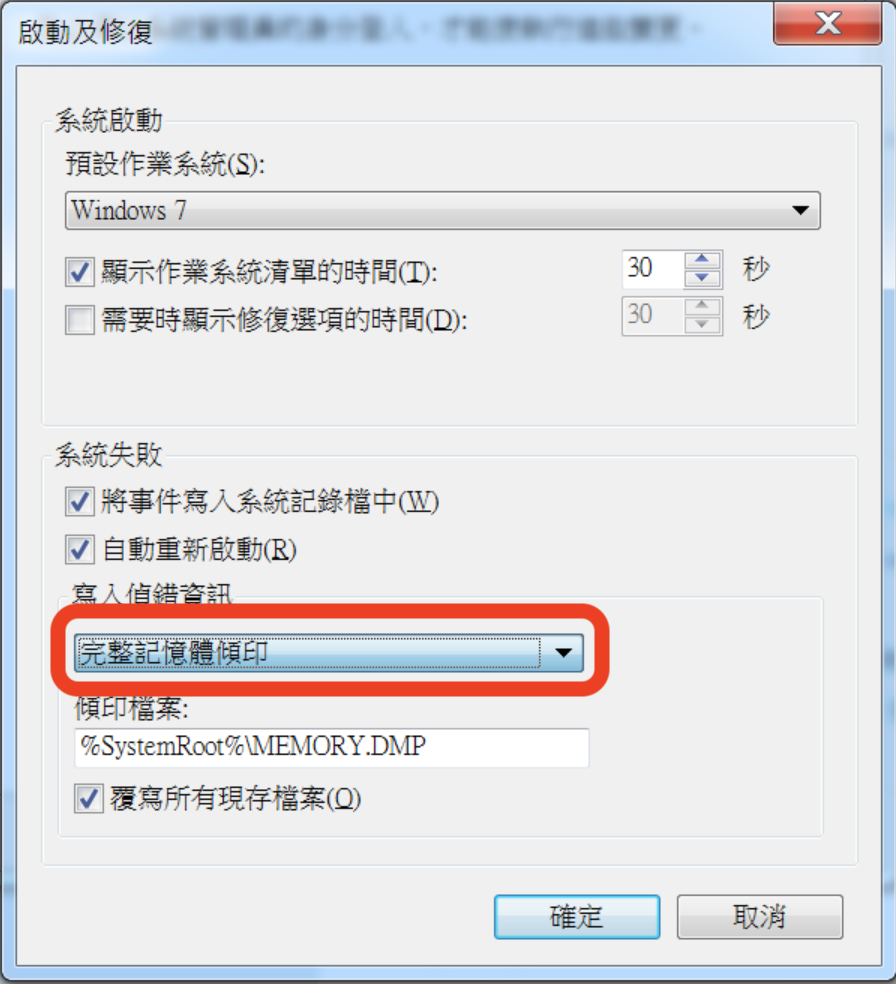 啟動及修復
系統啟動
預設作業系統(S):
Windows 7
顯示作業系統清單的時間(T): 30 秒
需要時顯示修復選項的時間(D): 30 秒
系統失敗
將事件寫入系統記錄檔中(W)
自動重新啟動(R)
寫入偵錯資訊
完整記憶體傾印
傾印檔案:
%SystemRoot%\MEMORY.DMP
覆寫所有現存檔案(O)
確定 取消